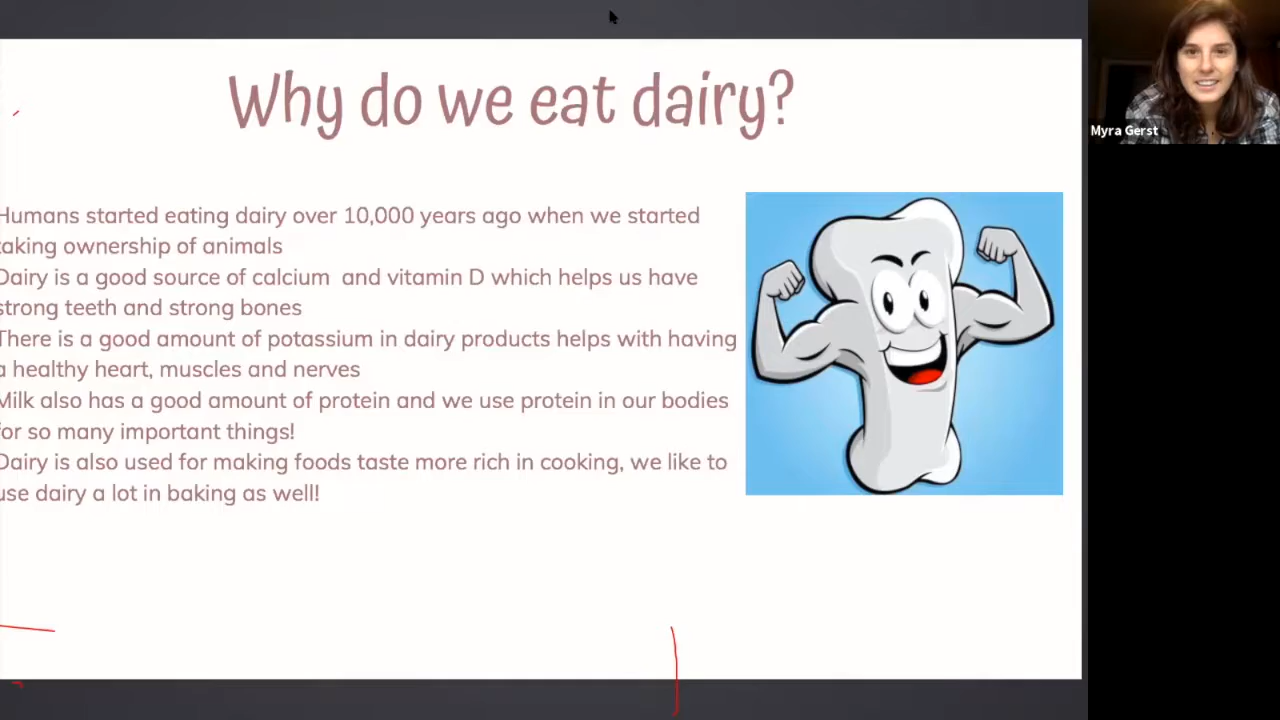 Why do we eat dairy?
Myra Gerst
Humans started eating dairy over 10,000 years ago when we started
taking ownership of animals
Dairy is a good source of calcium  and vitamin D which helps us have
strong teeth and strong bones
There is a good amount of potassium in dairy products helps with having
a healthy heart, muscles and nerves
Milk also has a good amount of protein and we use protein in our bodies
for so many important things!
Dairy is also used for making foods taste more rich in cooking, we like to
use dairy a lot in baking as well!